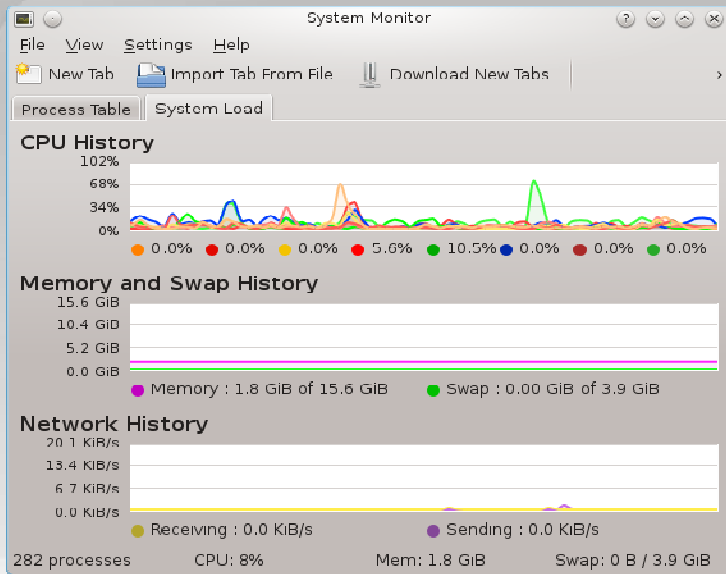 System Monitor
File View Settings Help
New Tab Import Tab From File Download New Tabs
Process Table System Load
CPU History
102%
68%
34%
0%
0.0% 0.0% 0.0% 5.6% 10.5% 0.0% 0.0% 0.0%
Memory and Swap History
15.6 GiB
10.4 GiB
5.2 GiB
0.0 GiB
Memory : 1.8 GiB of 15.6 GiB Swap : 0.00 GiB of 3.9 GiB
Network History
20.1 KiB/s
13.4 KiB/s
6.7 KiB/s
0.0 KiB/s
Receiving : 0.0 KiB/s Sending : 0.0 KiB/s
282 processes CPU: 8% Mem: 1.8 GiB Swap: 0 B / 3.9 GiB